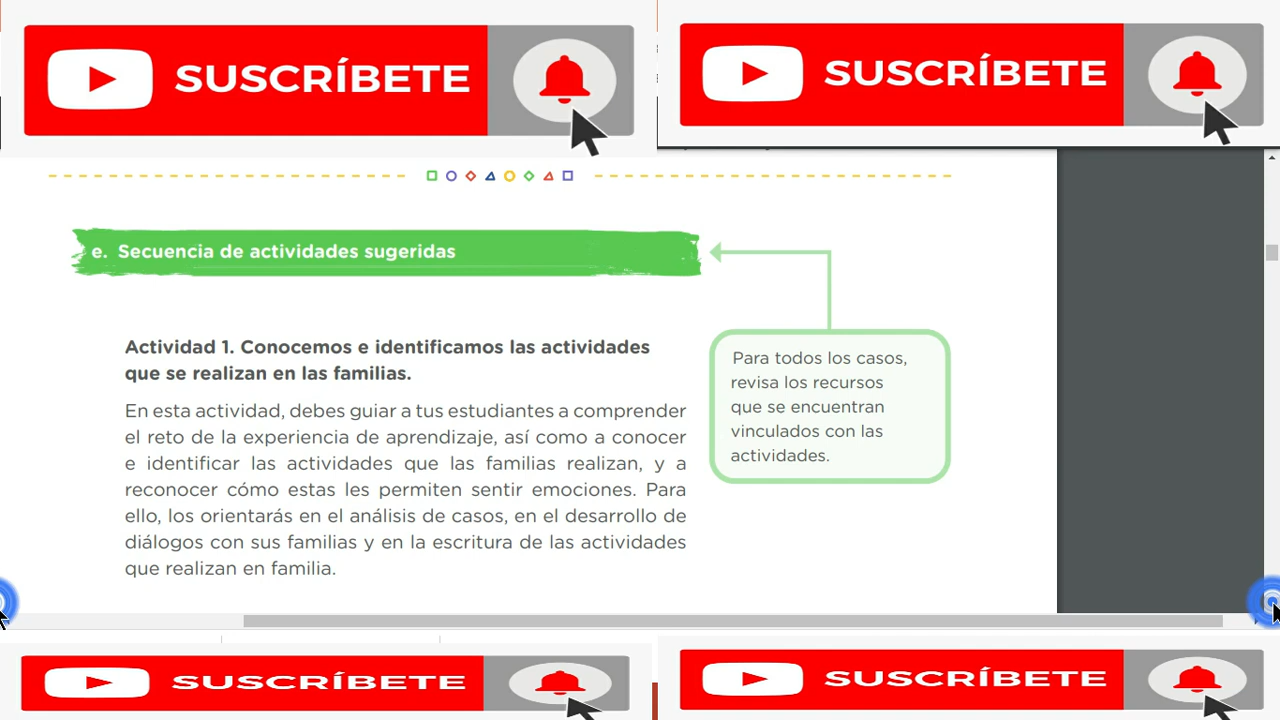 SUSCRÍBETE
SUSCRÍBETE
e. Secuencia de actividades sugeridas
Actividad 1. Conocemos e identificamos las actividades
que se realizan en las familias.
En esta actividad, debes guiar a tus estudiantes a comprender
el reto de la experiencia de aprendizaje, así como a conocer
e identificar las actividades que las familias realizan, y a
reconocer cómo estas les permiten sentir emociones. Para
ello, los orientarás en el análisis de casos, en el desarrollo de
diálogos con sus familias y en la escritura de las actividades
que realizan en familia.
Para todos los casos,
revisa los recursos
que se encuentran
vinculados con las
actividades.
SUSCRÍBETE
SUSCRÍBETE